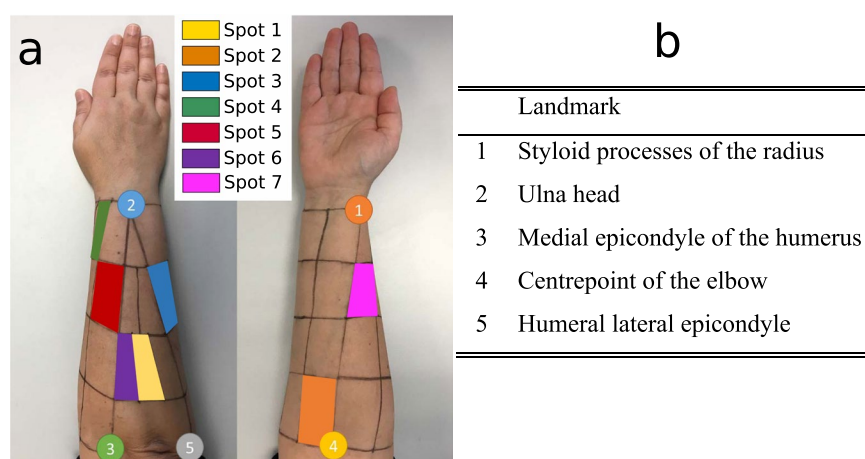 a
Spot 1
Spot 2
Spot 3
Spot 4
Spot 5
Spot 6
Spot 7
2
3
5
1
4
b
Landmark
1 Styloid processes of the radius
2 Ulna head
3 Medial epicondyle of the humerus
4 Centrepoint of the elbow
5 Humeral lateral epicondyle